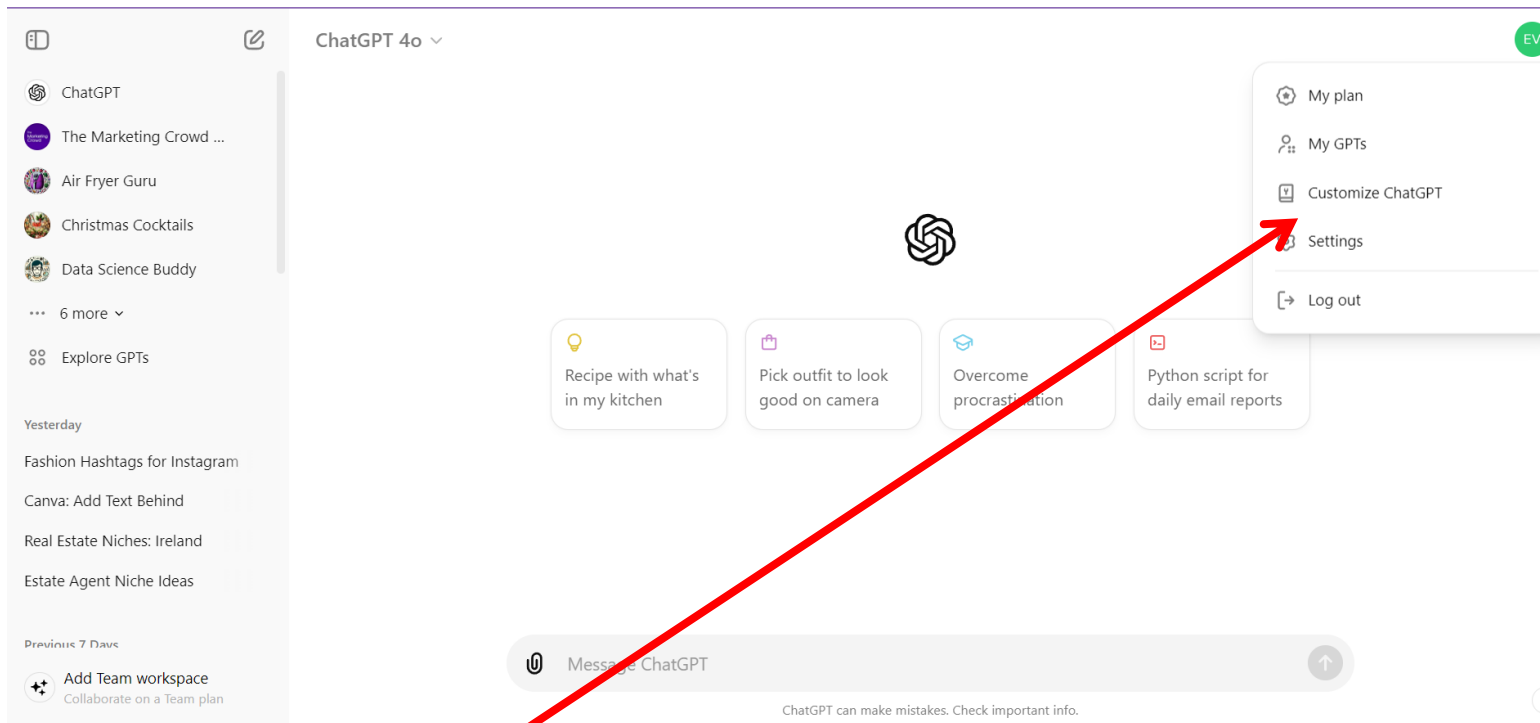 ChatGPT 4o
EV
ChatGPT
The Marketing Crowd ...
Air Fryer Guru
Christmas Cocktails
Data Science Buddy
6 more
Explore GPTs
Yesterday
Fashion Hashtags for Instagram
Canva: Add Text Behind
Real Estate Niches: Ireland
Estate Agent Niche Ideas
Previous 7 Days
Add Team workspace
Collaborate on a Team plan
My plan
My GPTs
Customize ChatGPT
Settings
Log out
Recipe with what's
in my kitchen
Pick outfit to look
good on camera
Overcome
procrastination
Python script for
daily email reports
Message ChatGPT
ChatGPT can make mistakes. Check important info.